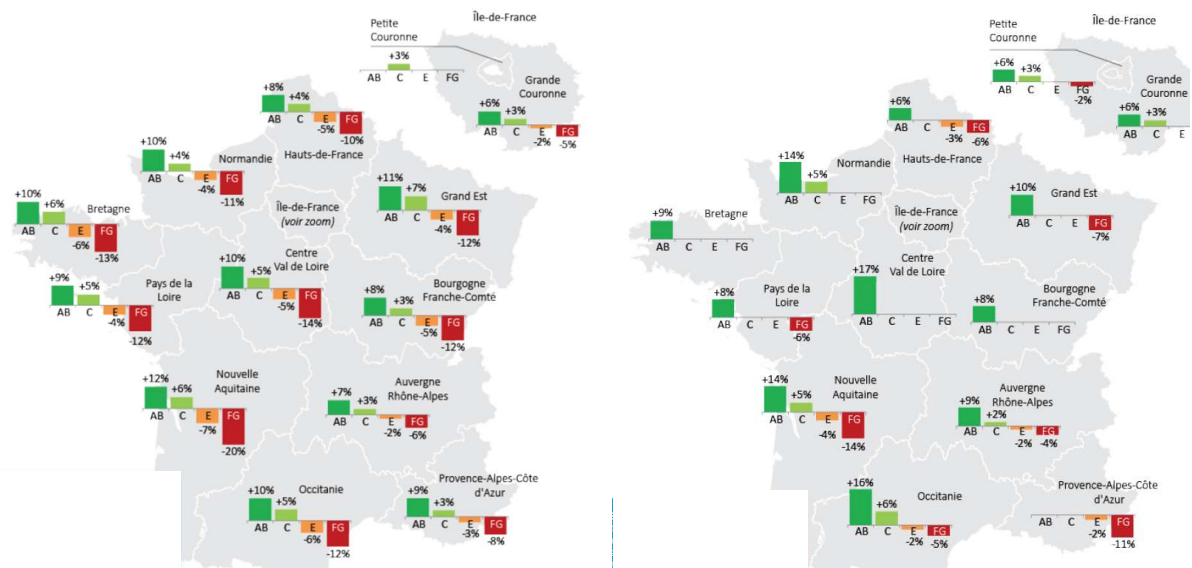 Île-de-France
Petite
Couronne
+3%
AB C E FG
Grande
Couronne
+6%
+3%
AB C E FG
-2%
-5%
+8%
+4%
AB C E FG
-5%
-10%
Hauts-de-France
+10%
+4%
Normandie
AB C E FG
-4%
-11%
+11%
+7%
Grand Est
AB C E FG
-4%
-12%
+10%
+6%
Bretagne
AB C E FG
-6%
-13%
Île-de-France
(voir zoom)
+10%
+5%
Centre
Val de Loire
AB C E FG
-5%
-14%
+9%
+5%
Pays de la
Loire
AB C E FG
-4%
-12%
+8%
+3%
Bourgogne
Franche-Comté
AB C E FG
-5%
-12%
+12%
+6%
Nouvelle
Aquitaine
AB C E FG
-7%
-20%
+7%
+3%
Auvergne
Rhône-Alpes
AB C E FG
-2%
-6%
+10%
+5%
Occitanie
AB C E FG
-6%
-12%
Provence-Alpes-Côte
d'Azur
+9%
+3%
AB C E FG
-3%
-8%
Île-de-France
Petite
Couronne
+6%
+3%
AB C E FG
-2%
Grande
Couronne
+6%
+3%
AB C E
+6%
AB C E FG
-3%
-6%
Hauts-de-France
+14%
+5%
Normandie
AB C E FG
+10%
Grand Est
AB C E FG
-7%
+9%
Bretagne
AB C E FG
Île-de-France
(voir zoom)
+17%
Centre
Val de Loire
AB C E FG
+8%
Pays de la
Loire
AB C E FG
-6%
+8%
Bourgogne
Franche-Comté
AB C E FG
+14%
+5%
Nouvelle
Aquitaine
AB C E FG
-4%
-14%
+9%
+2%
Auvergne
Rhône-Alpes
AB C E FG
-2%
-4%
+16%
+6%
Occitanie
AB C E FG
-2%
-5%
Provence-Alpes-Côte
d'Azur
AB C E FG
-2%
-11%